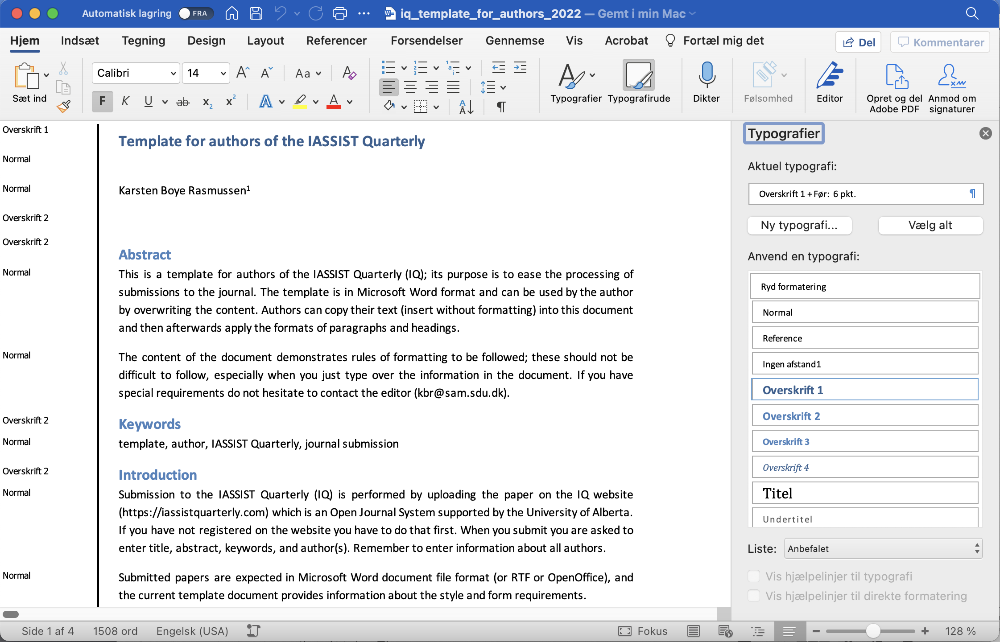 Automatisk lagring FRA iq_template_for_authors_2022 — Gemt i min Mac
Hjem Indsæt Tegning Design Layout Referencer Forsendelser Gennemse Vis Acrobat Fortæl mig det Del Kommentarer
Sæt ind
Calibri 14 Aa
F K U ab x2 x2 A A
Typografier Typografirude Dikter Følsomhed Editor Opret og del Adobe PDF Anmod om signaturer
Overskrift 1
Template for authors of the IASSIST Quarterly
Normal
Normal
Karsten Boye Rasmussen1
Overskrift 2
Overskrift 2
Abstract
Normal
This is a template for authors of the IASSIST Quarterly (IQ); its purpose is to ease the processing of
submissions to the journal. The template is in Microsoft Word format and can be used by the author
by overwriting the content. Authors can copy their text (insert without formatting) into this document
and then afterwards apply the formats of paragraphs and headings.
Normal
The content of the document demonstrates rules of formatting to be followed; these should not be
difficult to follow, especially when you just type over the information in the document. If you have
special requirements do not hesitate to contact the editor (kbr@sam.sdu.dk).
Overskrift 2
Keywords
Normal
template, author, IASSIST Quarterly, journal submission
Overskrift 2
Introduction
Normal
Submission to the IASSIST Quarterly (IQ) is performed by uploading the paper on the IQ website
(https://iassistquarterly.com) which is an Open Journal System supported by the University of Alberta.
If you have not registered on the website you have to do that first. When you submit you are asked to
enter title, abstract, keywords, and author(s). Remember to enter information about all authors.
Normal
Submitted papers are expected in Microsoft Word document file format (or RTF or OpenOffice), and
the current template document provides information about the style and form requirements.
Typografier
Aktuel typografi:
Overskrift 1 + Før: 6 pkt. ¶
Ny typografi... Vælg alt
Anvend en typografi:
Ryd formatering
Normal
Reference
Ingen afstand1
Overskrift 1
Overskrift 2
Overskrift 3
Overskrift 4
Titel
Undertitel
Liste: Anbefalet
Vis hjælpelinjer til typografi
Vis hjælpelinjer til direkte formatering
Side 1 af 4 1508 ord Engelsk (USA) Fokus 128 %